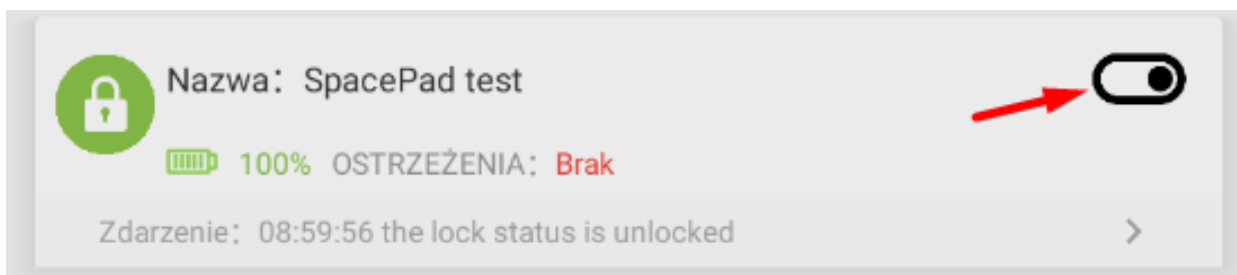 Nazwa: SpacePad test
100% OSTRZEŻENIA: Brak
Zdarzenie: 08:59:56 the lock status is unlocked